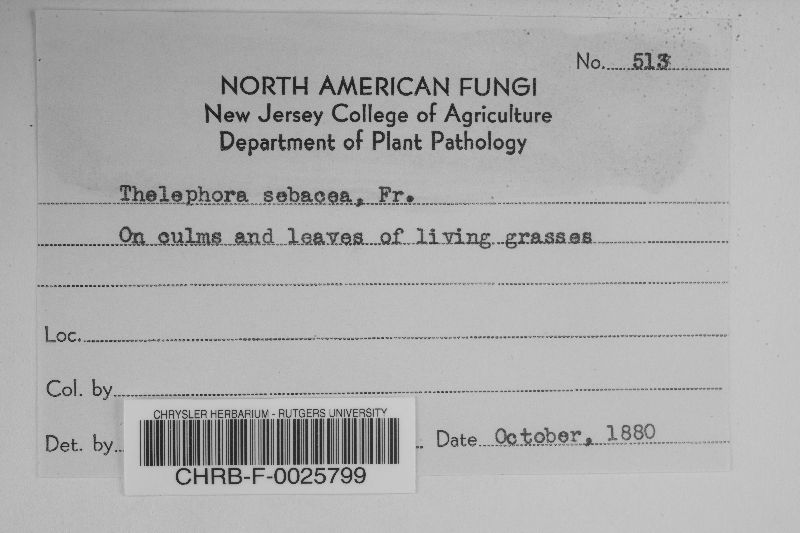 No. 513
NORTH AMERICAN FUNGI
New Jersey College of Agriculture
Department of Plant Pathology
Thelephora sebacea, Fr.
On culms and leaves of living grasses
Loc.
Col. by
CHRYSLER HERBARIUM - RUTGERS UNIVERSITY
Det. by
Date October, 1880
CHRB-F-0025799